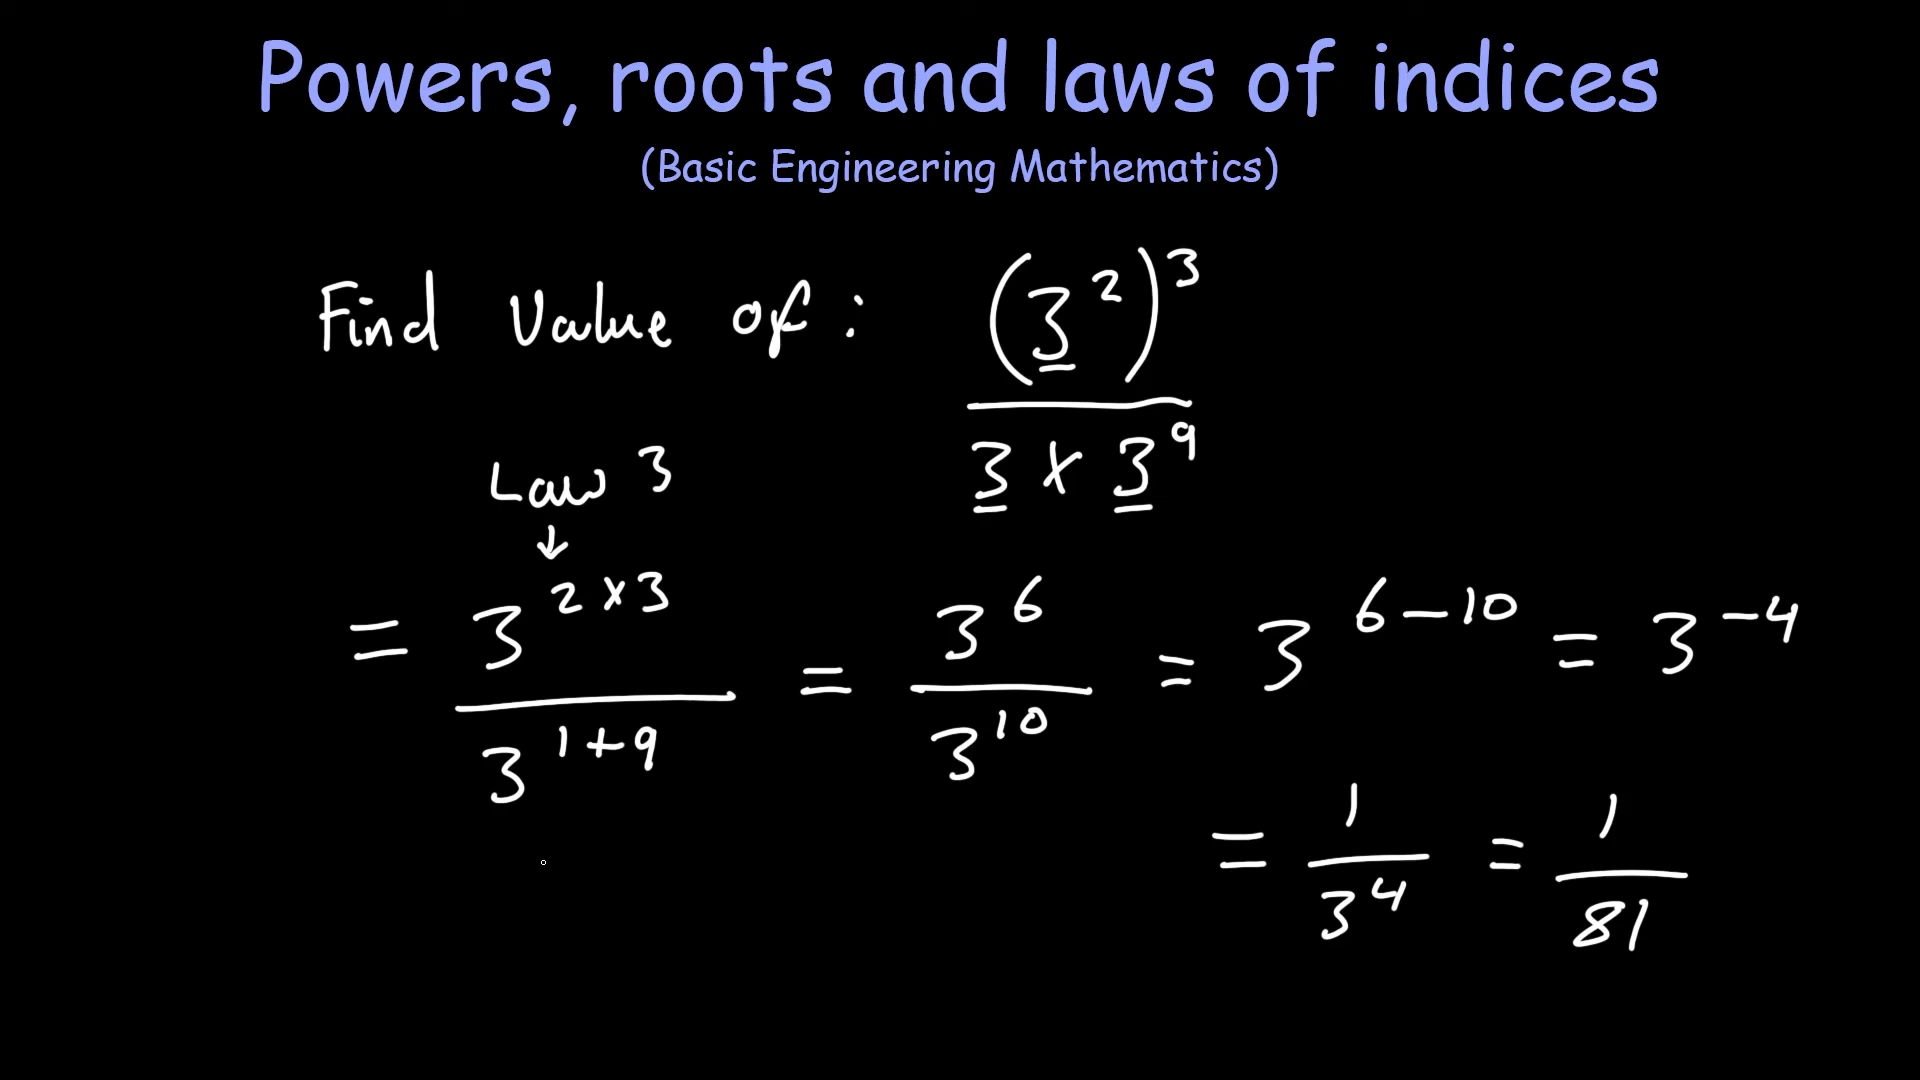 Powers, roots and laws of indices
(Basic Engineering Mathematics)
Find Value of : (3²)³ / 3 × 3⁹
Law 3
↓
= 3^(2×3) / 3^(1+9) = 3⁶ / 3¹⁰ = 3^(6−10) = 3⁻⁴
= 1 / 3⁴ = 1 / 81